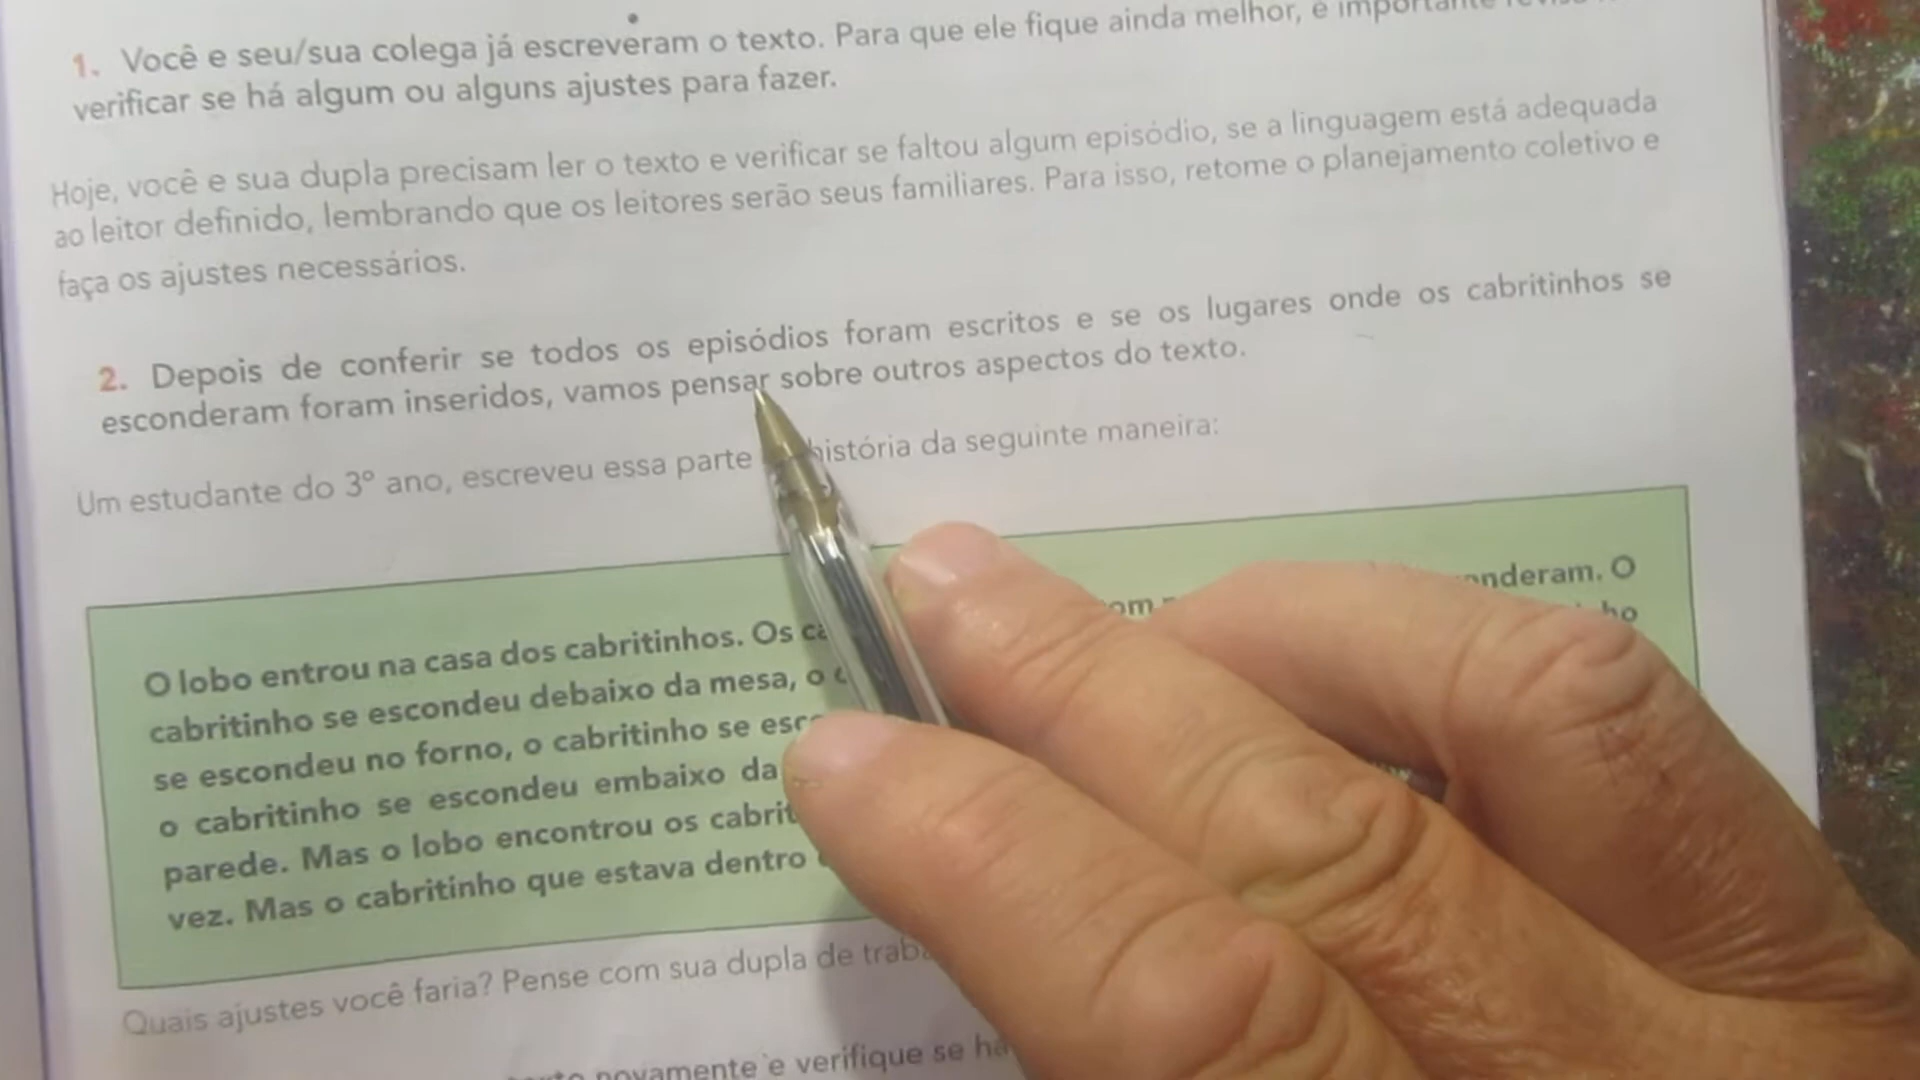 1. Você e seu/sua colega já escreveram o texto. Para que ele fique ainda melhor, é importante
verificar se há algum ou alguns ajustes para fazer.
Hoje, você e sua dupla precisam ler o texto e verificar se faltou algum episódio, se a linguagem está adequada
ao leitor definido, lembrando que os leitores serão seus familiares. Para isso, retome o planejamento coletivo e
faça os ajustes necessários.
2. Depois de conferir se todos os episódios foram escritos e se os lugares onde os cabritinhos se
esconderam foram inseridos, vamos pensar sobre outros aspectos do texto.
Um estudante do 3º ano, escreveu essa parte história da seguinte maneira:
O lobo entrou na casa dos cabritinhos. Os nderam. O
cabritinho se escondeu debaixo da mesa, o
se escondeu no forno, o cabritinho se
o cabritinho se escondeu embaixo da
parede. Mas o lobo encontrou os
vez. Mas o cabritinho que estava dentro
Quais ajustes você faria? Pense com sua dupla de
novamente e verifique se